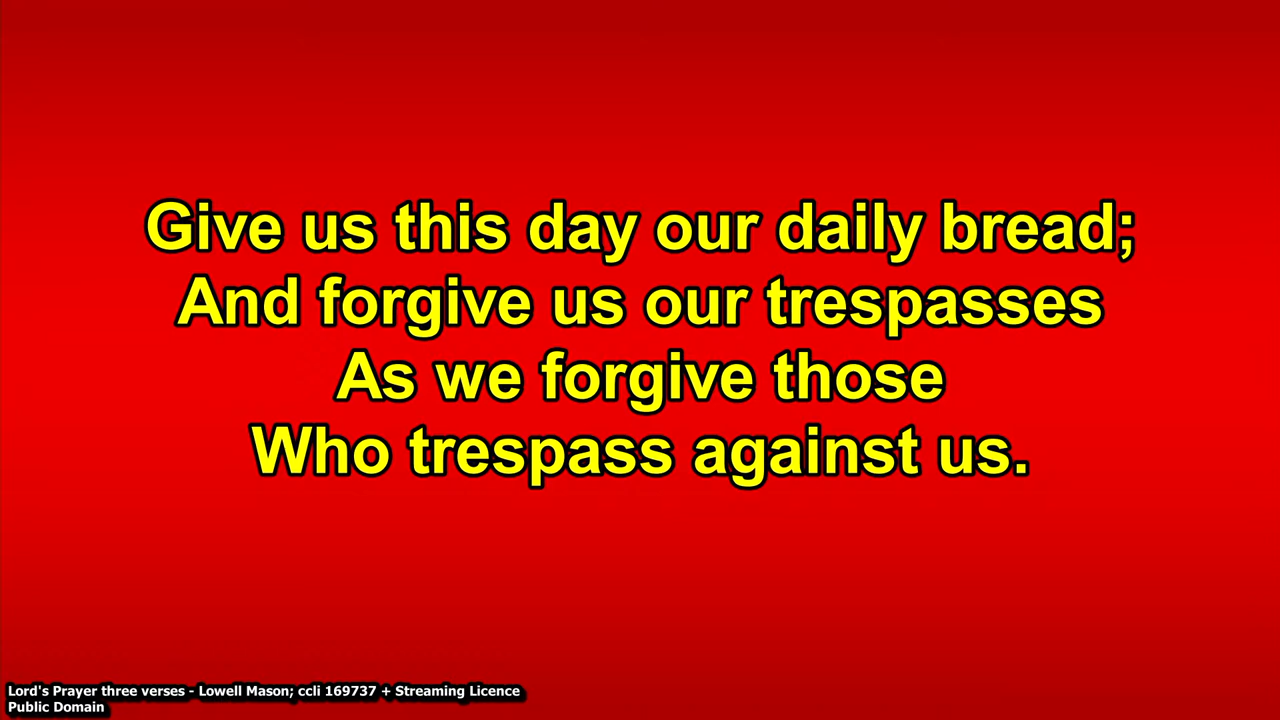 Give us this day our daily bread;
And forgive us our trespasses
As we forgive those
Who trespass against us.
Lord's Prayer three verses - Lowell Mason; ccli 169737 + Streaming Licence
Public Domain